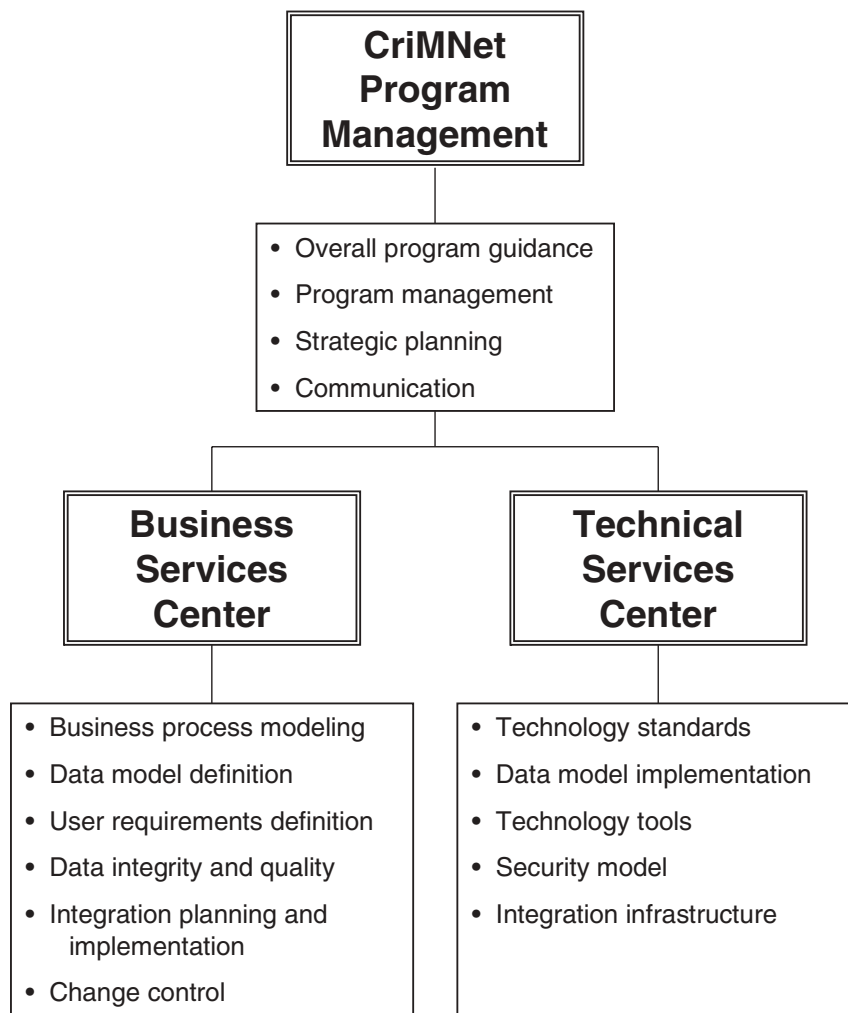 CriMNet
Program
Management
• Overall program guidance
• Program management
• Strategic planning
• Communication
Business
Services
Center
Technical
Services
Center
• Business process modeling
• Data model definition
• User requirements definition
• Data integrity and quality
• Integration planning and
implementation
• Change control
• Technology standards
• Data model implementation
• Technology tools
• Security model
• Integration infrastructure